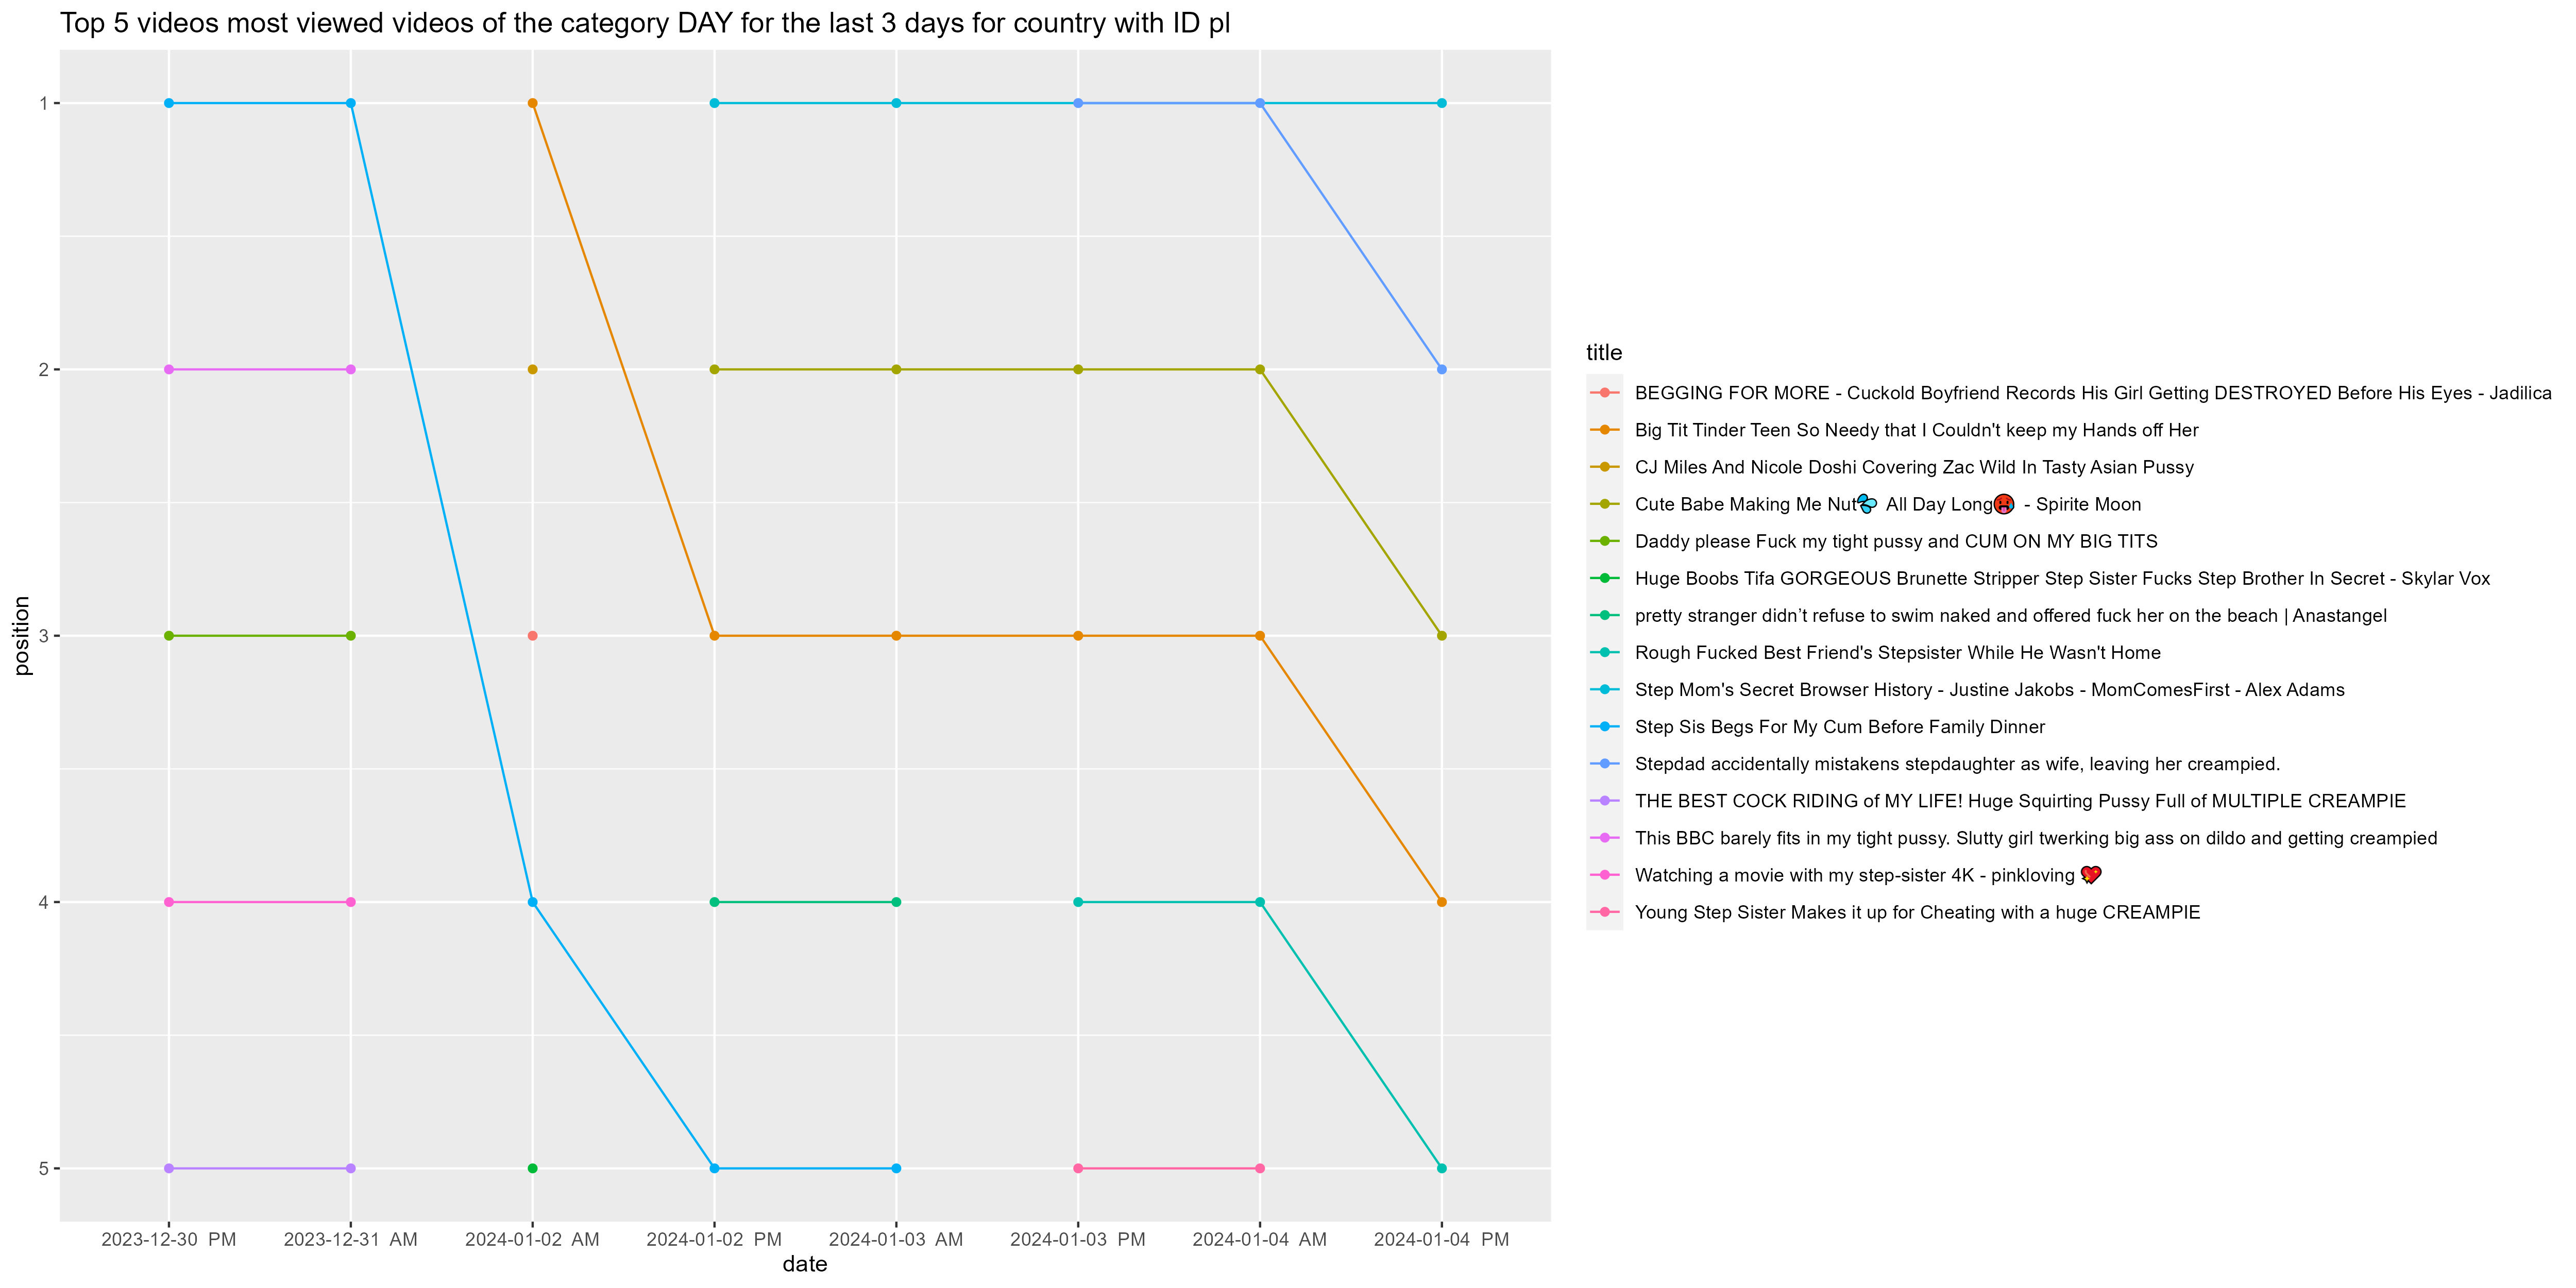 Top 5 videos most viewed videos of the category DAY for the last 3 days for country with ID pl
position
1
2
3
4
5
2023-12-30 PM
2023-12-31 AM
2024-01-02 AM
2024-01-02 PM
2024-01-03 AM
2024-01-03 PM
2024-01-04 AM
2024-01-04 PM
date
title
BEGGING FOR MORE - Cuckold Boyfriend Records His Girl Getting DESTROYED Before His Eyes - Jadilica
Big Tit Tinder Teen So Needy that I Couldn't keep my Hands off Her
CJ Miles And Nicole Doshi Covering Zac Wild In Tasty Asian Pussy
Cute Babe Making Me Nut💦 All Day Long🥵 - Spirite Moon
Daddy please Fuck my tight pussy and CUM ON MY BIG TITS
Huge Boobs Tifa GORGEOUS Brunette Stripper Step Sister Fucks Step Brother In Secret - Skylar Vox
pretty stranger didn’t refuse to swim naked and offered fuck her on the beach | Anastangel
Rough Fucked Best Friend's Stepsister While He Wasn't Home
Step Mom's Secret Browser History - Justine Jakobs - MomComesFirst - Alex Adams
Step Sis Begs For My Cum Before Family Dinner
Stepdad accidentally mistakens stepdaughter as wife, leaving her creampied.
THE BEST COCK RIDING of MY LIFE! Huge Squirting Pussy Full of MULTIPLE CREAMPIE
This BBC barely fits in my tight pussy. Slutty girl twerking big ass on dildo and getting creampied
Watching a movie with my step-sister 4K - pinkloving 💖
Young Step Sister Makes it up for Cheating with a huge CREAMPIE